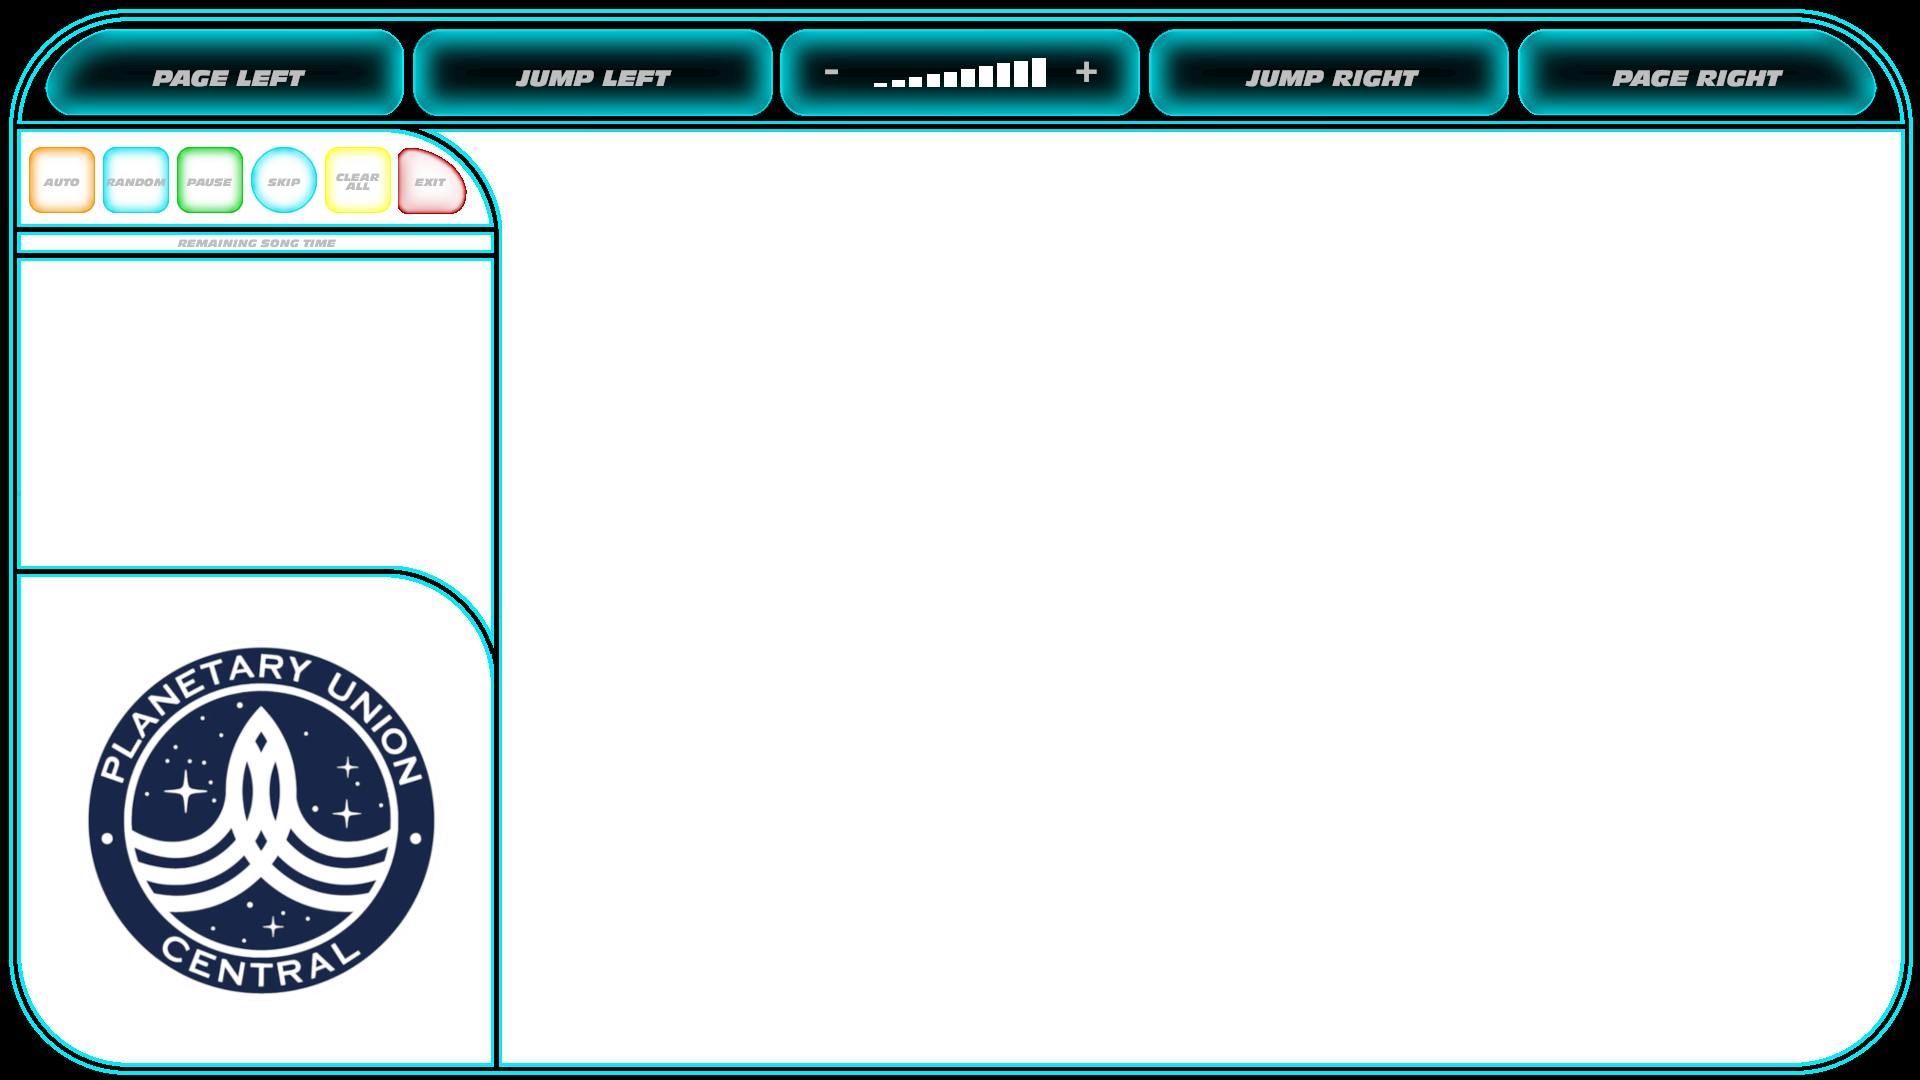 PAGE LEFT
JUMP LEFT
- +
JUMP RIGHT
PAGE RIGHT
AUTO
RANDOM
PAUSE
SKIP
CLEAR
ALL
EXIT
REMAINING SONG TIME
PLANETARY UNION
CENTRAL